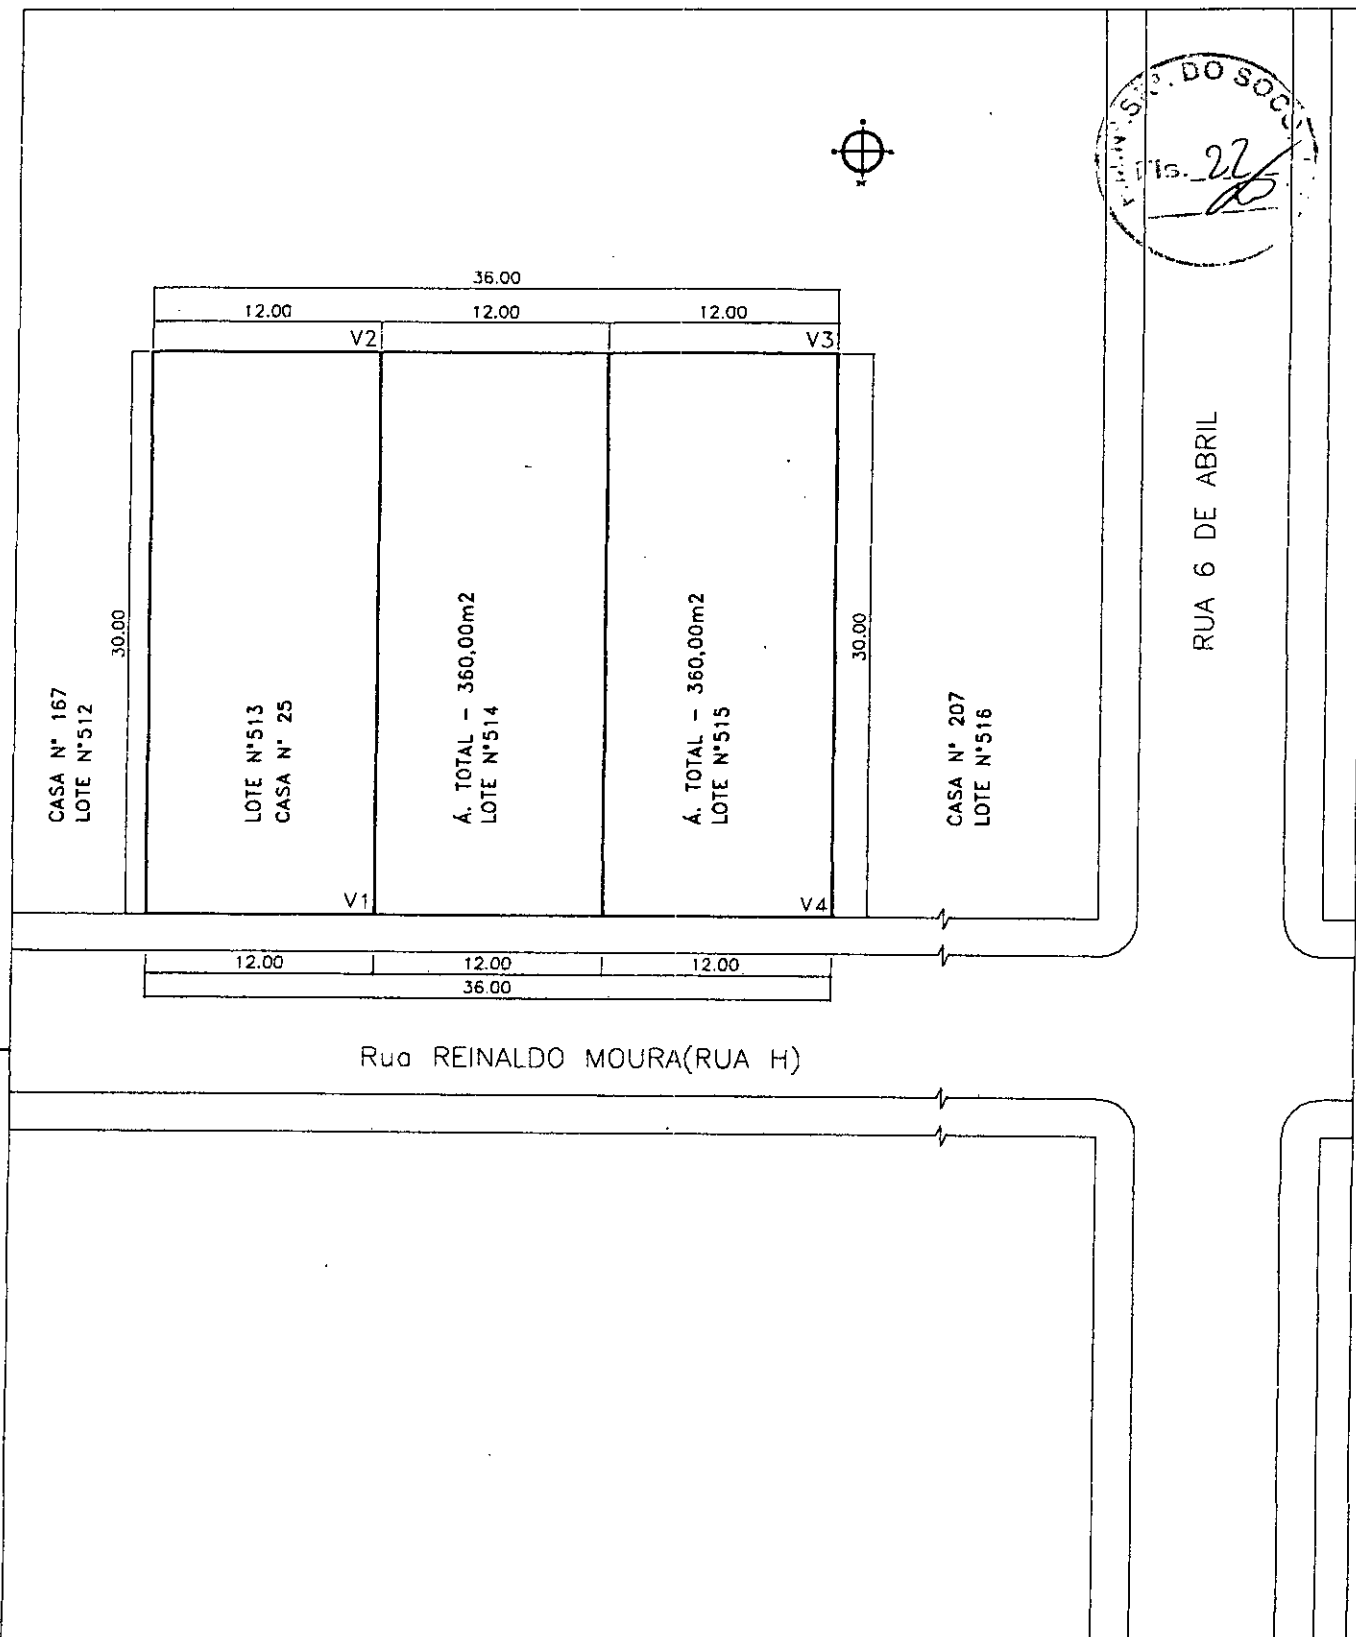 DO SOC
Fls. 22
36.00
12.00 12.00 12.00
V2 V3
30.00
30.00
CASA N° 167
LOTE N°512
LOTE N°513
CASA N° 25
Á. TOTAL - 360,00m2
LOTE N°514
Á. TOTAL - 360,00m2
LOTE N°515
CASA N° 207
LOTE N°516
RUA 6 DE ABRIL
V1 V4
12.00 12.00 12.00
36.00
Rua REINALDO MOURA(RUA H)